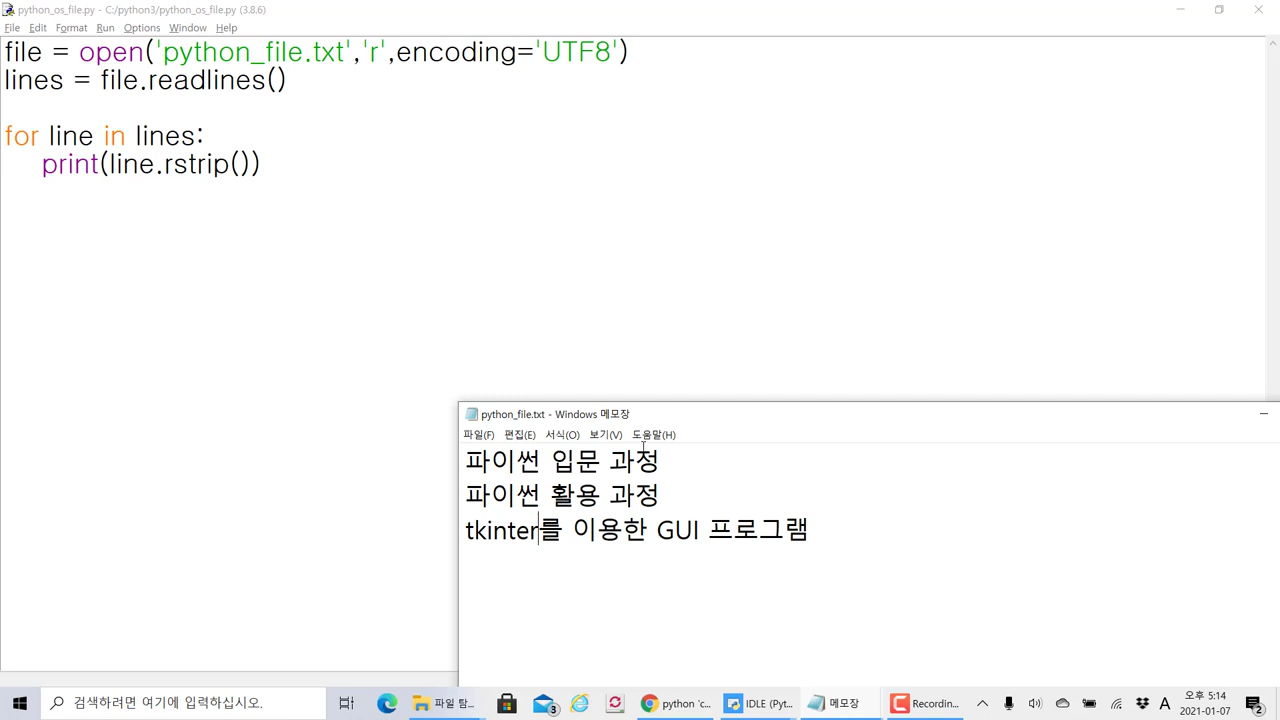 python_os_file.py - C:/python3/python_os_file.py (3.8.6)
File Edit Format Run Options Window Help
file = open('python_file.txt','r',encoding='UTF8')
lines = file.readlines()
for line in lines:
print(line.rstrip())
python_file.txt - Windows 메모장
파일(F) 편집(E) 서식(O) 보기(V) 도움말(H)
파이썬 입문 과정
파이썬 활용 과정
tkinter를 이용한 GUI 프로그램
검색하려면 여기에 입력하십시오.
3
파일 탐...
python 'c...
IDLE (Pyt...
메모장
Recordin...
A
오후 5:14
2021-01-07
2